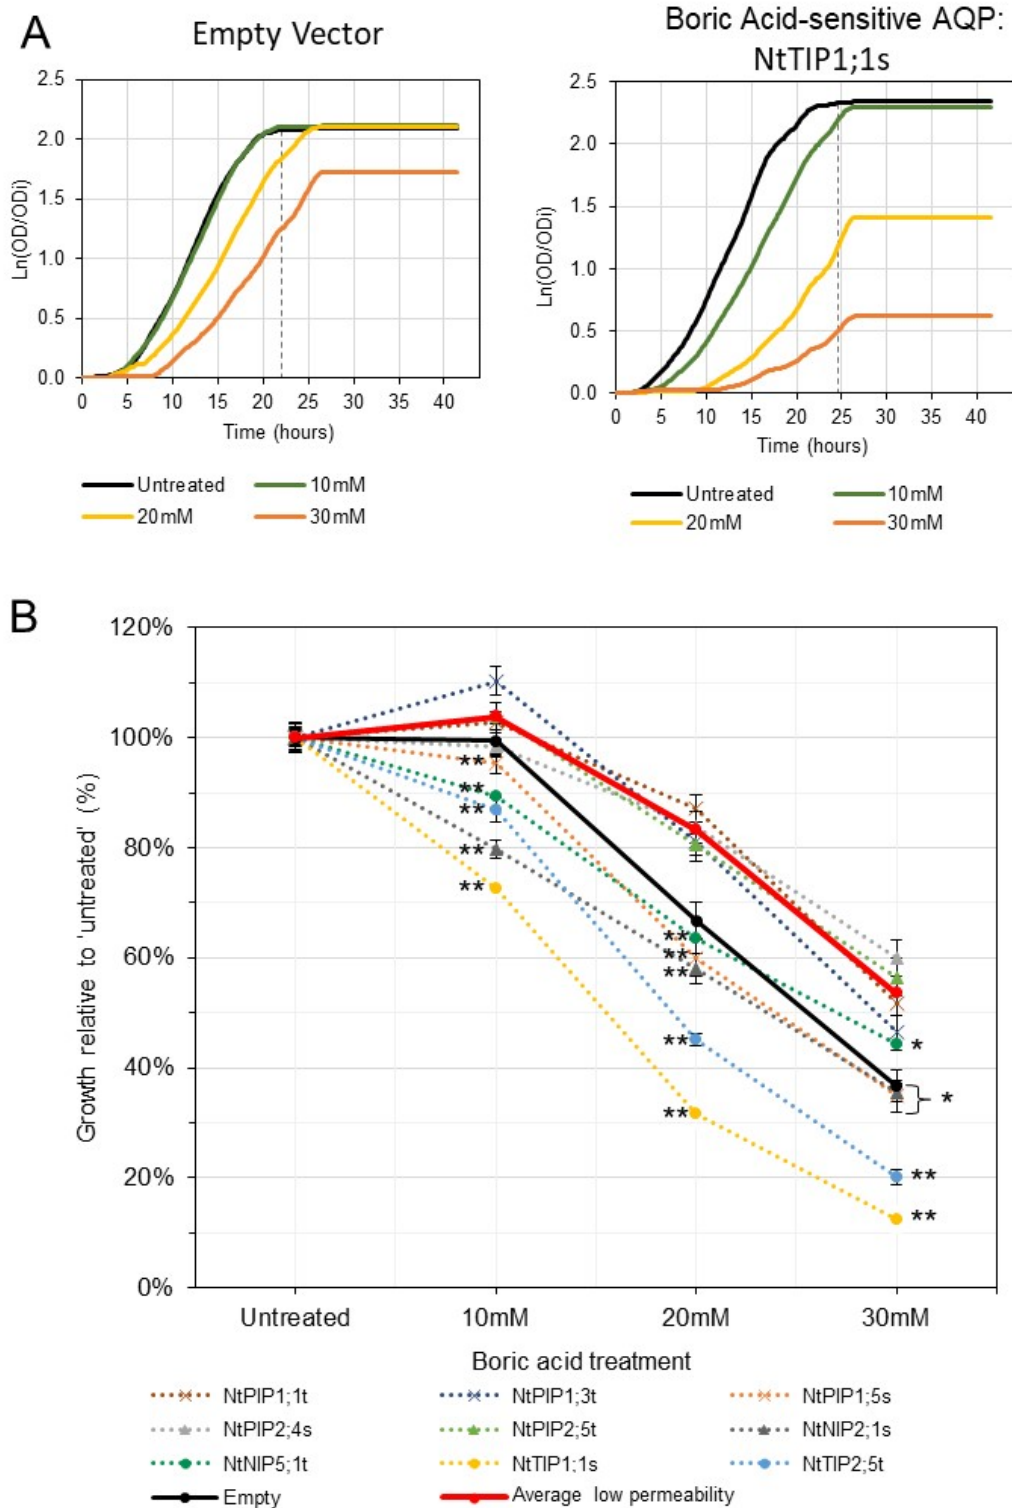 A
Empty Vector
Boric Acid-sensitive AQP:
NtTIP1;1s
2.5
2.0
1.5
1.0
0.5
0.0
Ln(OD/ODi)
0 5 10 15 20 25 30 35 40
Time (hours)
Untreated 10mM
20mM 30mM
2.5
2.0
1.5
1.0
0.5
0.0
Ln(OD/ODi)
0 5 10 15 20 25 30 35 40
Time (hours)
Untreated 10mM
20mM 30mM
B
120%
100%
80%
60%
40%
20%
0%
Growth relative to 'untreated' (%)
**
**
**
**
**
**
**
**
**
**
*
*
**
**
Untreated 10mM 20mM 30mM
Boric acid treatment
NtPIP1;1t NtPIP1;3t NtPIP1;5s
NtPIP2;4s NtPIP2;5t NtNIP2;1s
NtNIP5;1t NtTIP1;1s NtTIP2;5t
Empty Average low permeability